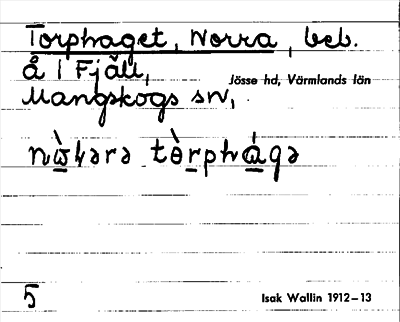 Torphaget, Norra, beb.
å i Fjäll,
Jösse hd, Värmlands län
Mangskogs sn,
5
Isak Wallin 1912–13